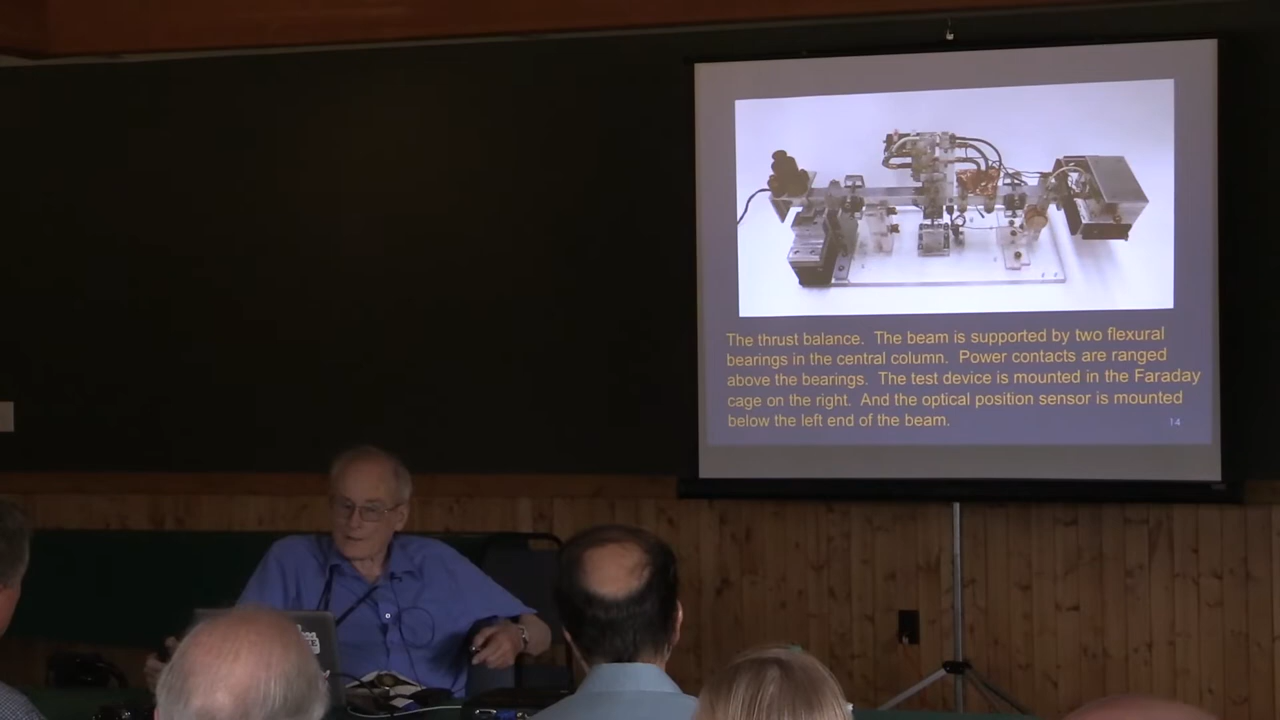 The thrust balance.  The beam is supported by two flexural
bearings in the central column.  Power contacts are ranged
above the bearings.  The test device is mounted in the Faraday
cage on the right.  And the optical position sensor is mounted
below the left end of the beam.
14